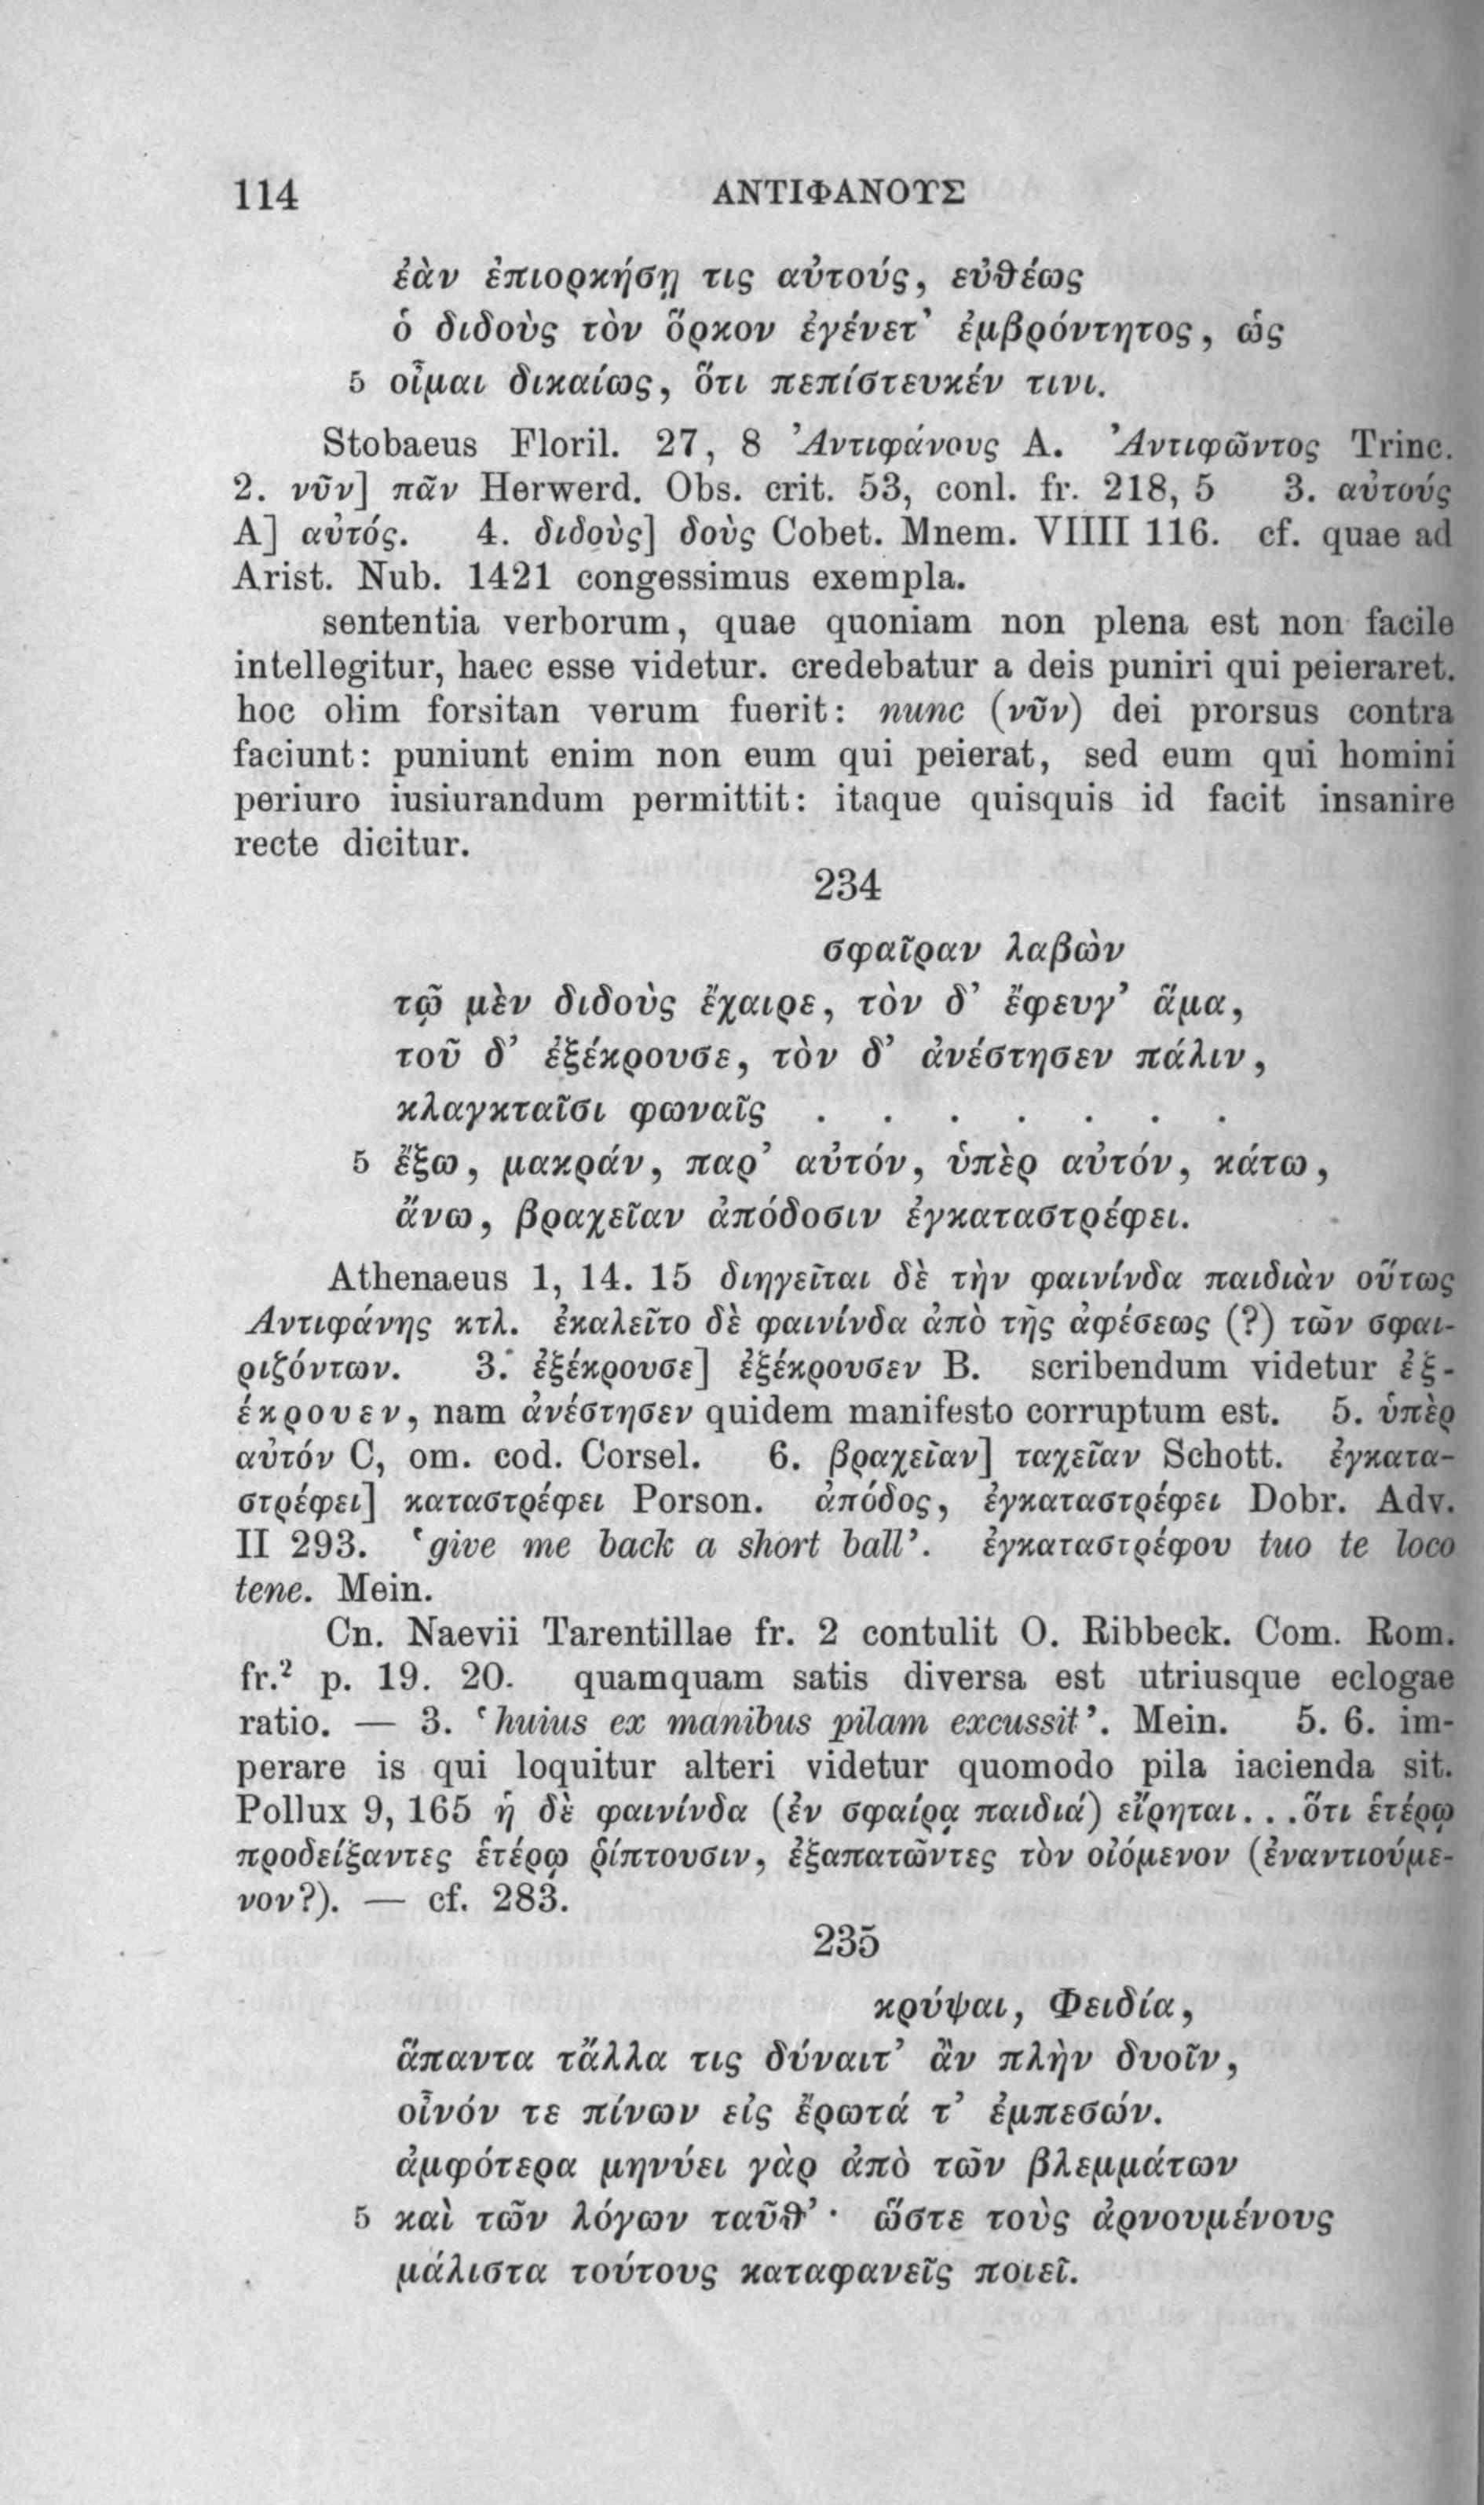 114 ΑΝΤΙΦΑΝΟΥΣ
ἐὰν ἐπιορκήσῃ τις αὐτούς, εὐθέως
ὁ διδοὺς τὸν ὅρκον ἐγένετ' ἐμβρόντητος, ὡς
5 οἶμαι δικαίως, ὅτι πεπίστευκέν τινι.
Stobaeus Floril. 27, 8 Ἀντιφάνους A. Ἀντιφῶντος Trinc.
2. νῦν] πᾶν Herwerd. Obs. crit. 53, conl. fr. 218, 5 3. αὐτούς
A] αὐτός. 4. διδοὺς] δοὺς Cobet. Mnem. VIIII 116. cf. quae ad
Arist. Nub. 1421 congessimus exempla.
sententia verborum, quae quoniam non plena est non facile
intellegitur, haec esse videtur. credebatur a deis puniri qui peieraret.
hoc olim forsitan verum fuerit: nunc (νῦν) dei prorsus contra
faciunt: puniunt enim non eum qui peierat, sed eum qui homini
periuro iusiurandum permittit: itaque quisquis id facit insanire
recte dicitur.
234
σφαῖραν λαβὼν
τῷ μὲν διδοὺς ἔχαιρε, τὸν δ' ἔφευγ' ἅμα,
τοῦ δ' ἐξέκρουσε, τὸν δ' ἀνέστησεν πάλιν,
κλαγκταῖσι φωναῖς . . . . . . .
5 ἔξω, μακράν, παρ' αὐτόν, ὑπὲρ αὐτόν, κάτω,
ἄνω, βραχεῖαν ἀπόδοσιν ἐγκαταστρέφει.
Athenaeus 1, 14. 15 διηγεῖται δὲ τὴν φαινίνδα παιδιὰν οὕτως
Αντιφάνης κτλ. ἐκαλεῖτο δὲ φαινίνδα ἀπὸ τῆς ἀφέσεως (?) τῶν σφαι-
ριζόντων. 3. ἐξέκρουσε] ἐξέκρουσεν B. scribendum videtur ἐξ-
έκρουεν, nam ἀνέστησεν quidem manifesto corruptum est. 5. ὑπὲρ
αὐτόν C, om. cod. Corsel. 6. βραχεῖαν] ταχεῖαν Schott. ἐγκατα-
στρέφει] καταστρέφει Porson. ἀπόδος, ἐγκαταστρέφει Dobr. Adv.
II 293. 'give me back a short ball'. ἐγκαταστρέφου tuo te loco
tene. Mein.
Cn. Naevii Tarentillae fr. 2 contulit O. Ribbeck. Com. Rom.
fr.² p. 19. 20. quamquam satis diversa est utriusque eclogae
ratio. — 3. 'huius ex manibus pilam excussit'. Mein. 5. 6. im-
perare is qui loquitur alteri videtur quomodo pila iacienda sit.
Pollux 9, 165 ἡ δὲ φαινίνδα (ἐν σφαίρᾳ παιδιά) εἴρηται...ὅτι ἑτέρῳ
προδείξαντες ἑτέρῳ ῥίπτουσιν, ἐξαπατῶντες τὸν οἰόμενον (ἐναντιούμε-
νον?). — cf. 283.
235
κρύψαι, Φειδία,
ἅπαντα τἄλλα τις δύναιτ' ἂν πλὴν δυοῖν,
οἶνόν τε πίνων εἰς ἔρωτά τ' ἐμπεσών.
ἀμφότερα μηνύει γὰρ ἀπὸ τῶν βλεμμάτων
5 καὶ τῶν λόγων ταῦθ'· ὥστε τοὺς ἀρνουμένους
μάλιστα τούτους καταφανεῖς ποιεῖ.